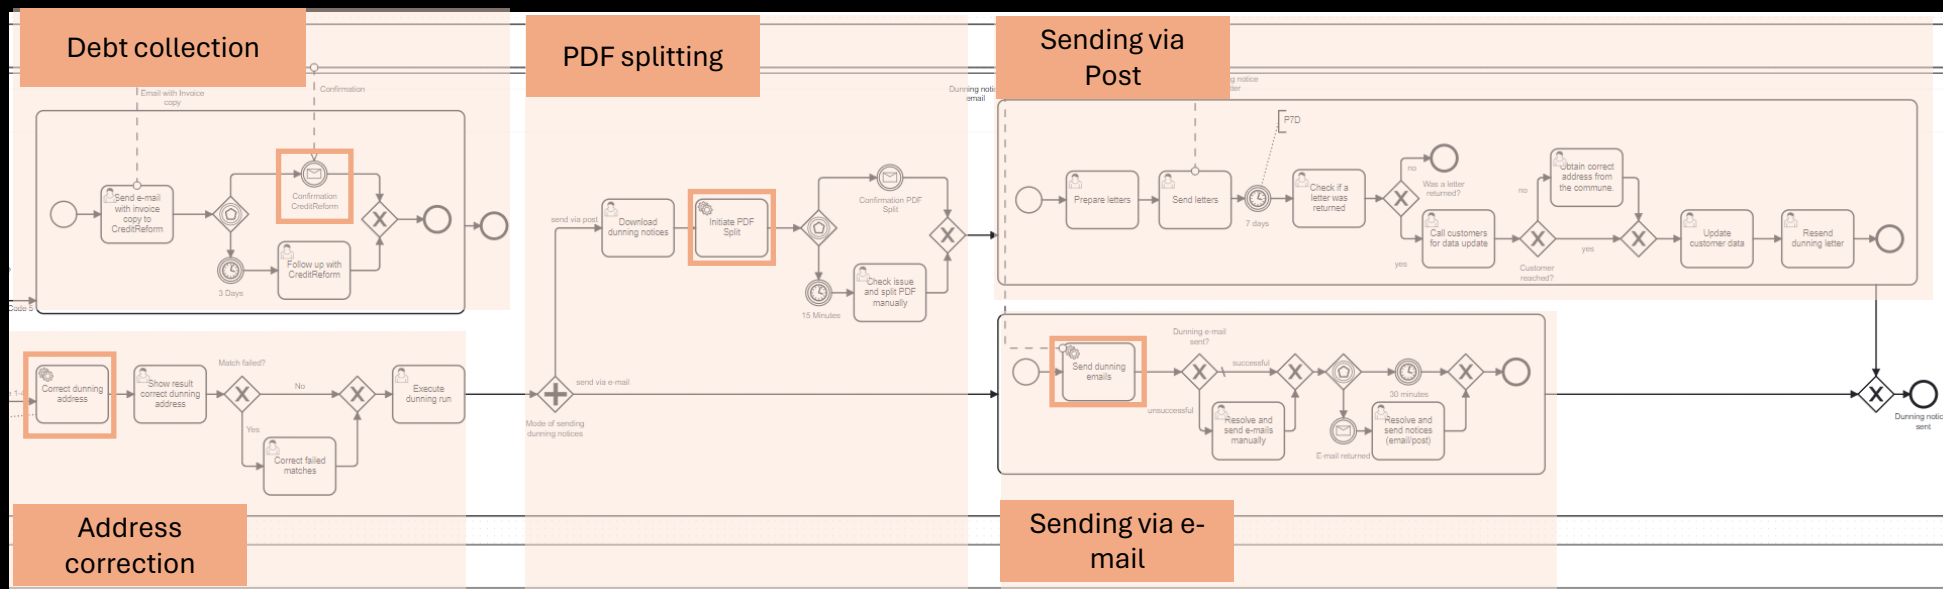 Debt collection
PDF splitting
Sending via
Post
Email with Invoice
copy
Confirmation
Dunning
email
P7D
Send e-mail
with invoice
copy to
CreditReform
Confirmation
CreditReform
3 Days
Follow up with
CreditReform
Code 5
send via post
Download
dunning notices
Initiate PDF
Split
Confirmation PDF
Split
15 Minutes
Check issue
and split PDF
manually
Prepare letters
Send letters
7 days
Check if a
letter was
returned
no
Was a letter
returned?
yes
Call customers
for data update
no
Obtain correct
address from
the commune.
Customer
reached?
yes
Update
customer data
Resend
dunning letter
Correct dunning
address
Show result
correct dunning
address
Match failed?
No
Yes
Correct failed
matches
Execute
dunning run
send via e-mail
Mode of sending
dunning notices
Send dunning
emails
Dunning e-mail
sent?
successful
unsuccessful
Resolve and
send e-mails
manually
30 minutes
E-mail returned
Resolve and
send notices
(email/post)
Dunning
sent
Address
correction
Sending via e-
mail